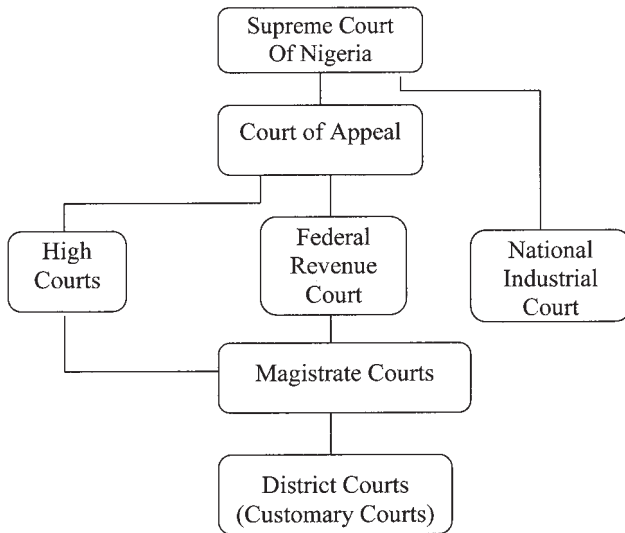 Supreme Court
Of Nigeria
Court of Appeal
High
Courts
Federal
Revenue
Court
National
Industrial
Court
Magistrate Courts
District Courts
(Customary Courts)